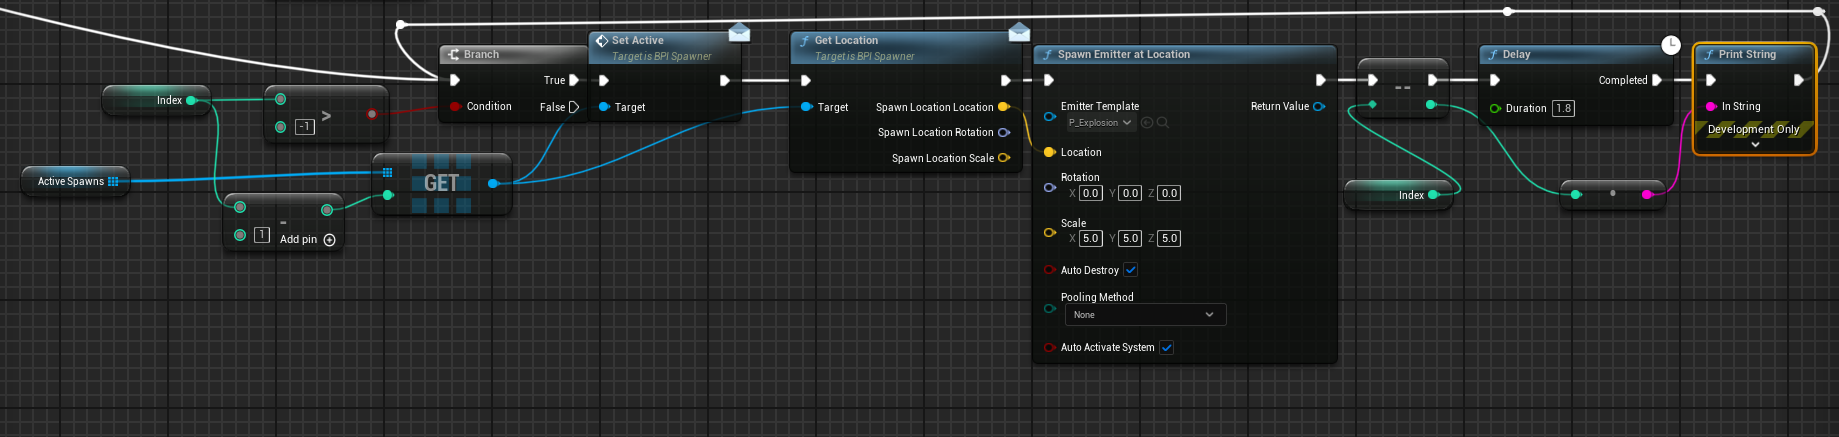 Index
>
-1
Active Spawns
-
1
Add pin
GET
Branch
True
Condition
False
Set Active
Target is BPI Spawner
Target
f Get Location
Target is BPI Spawner
Target
Spawn Location Location
Spawn Location Rotation
Spawn Location Scale
f Spawn Emitter at Location
Emitter Template
P_Explosion
Return Value
Location
Rotation
X 0.0 Y 0.0 Z 0.0
Scale
X 5.0 Y 5.0 Z 5.0
Auto Destroy
Pooling Method
None
Auto Activate System
--
Index
f Delay
Completed
Duration 1.8
f Print String
In String
Development Only